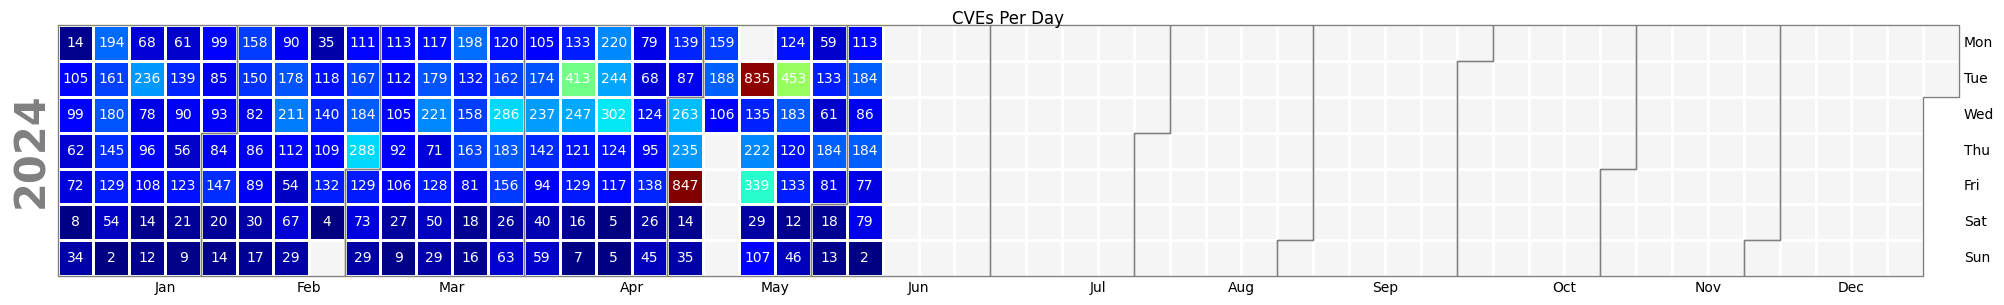 CVEs Per Day
2024
14 194 68 61 99 158 90 35 111 113 117 198 120 105 133 220 79 139 159 124 59 113 Mon
105 161 236 139 85 150 178 118 167 112 179 132 162 174 413 244 68 87 188 835 453 133 184 Tue
99 180 78 90 93 82 211 140 184 105 221 158 286 237 247 302 124 263 106 135 183 61 86 Wed
62 145 96 56 84 86 112 109 288 92 71 163 183 142 121 124 95 235 222 120 184 184 Thu
72 129 108 123 147 89 54 132 129 106 128 81 156 94 129 117 138 847 339 133 81 77 Fri
8 54 14 21 20 30 67 4 73 27 50 18 26 40 16 5 26 14 29 12 18 79 Sat
34 2 12 9 14 17 29 29 9 29 16 63 59 7 5 45 35 107 46 13 2 Sun
Jan Feb Mar Apr May Jun Jul Aug Sep Oct Nov Dec